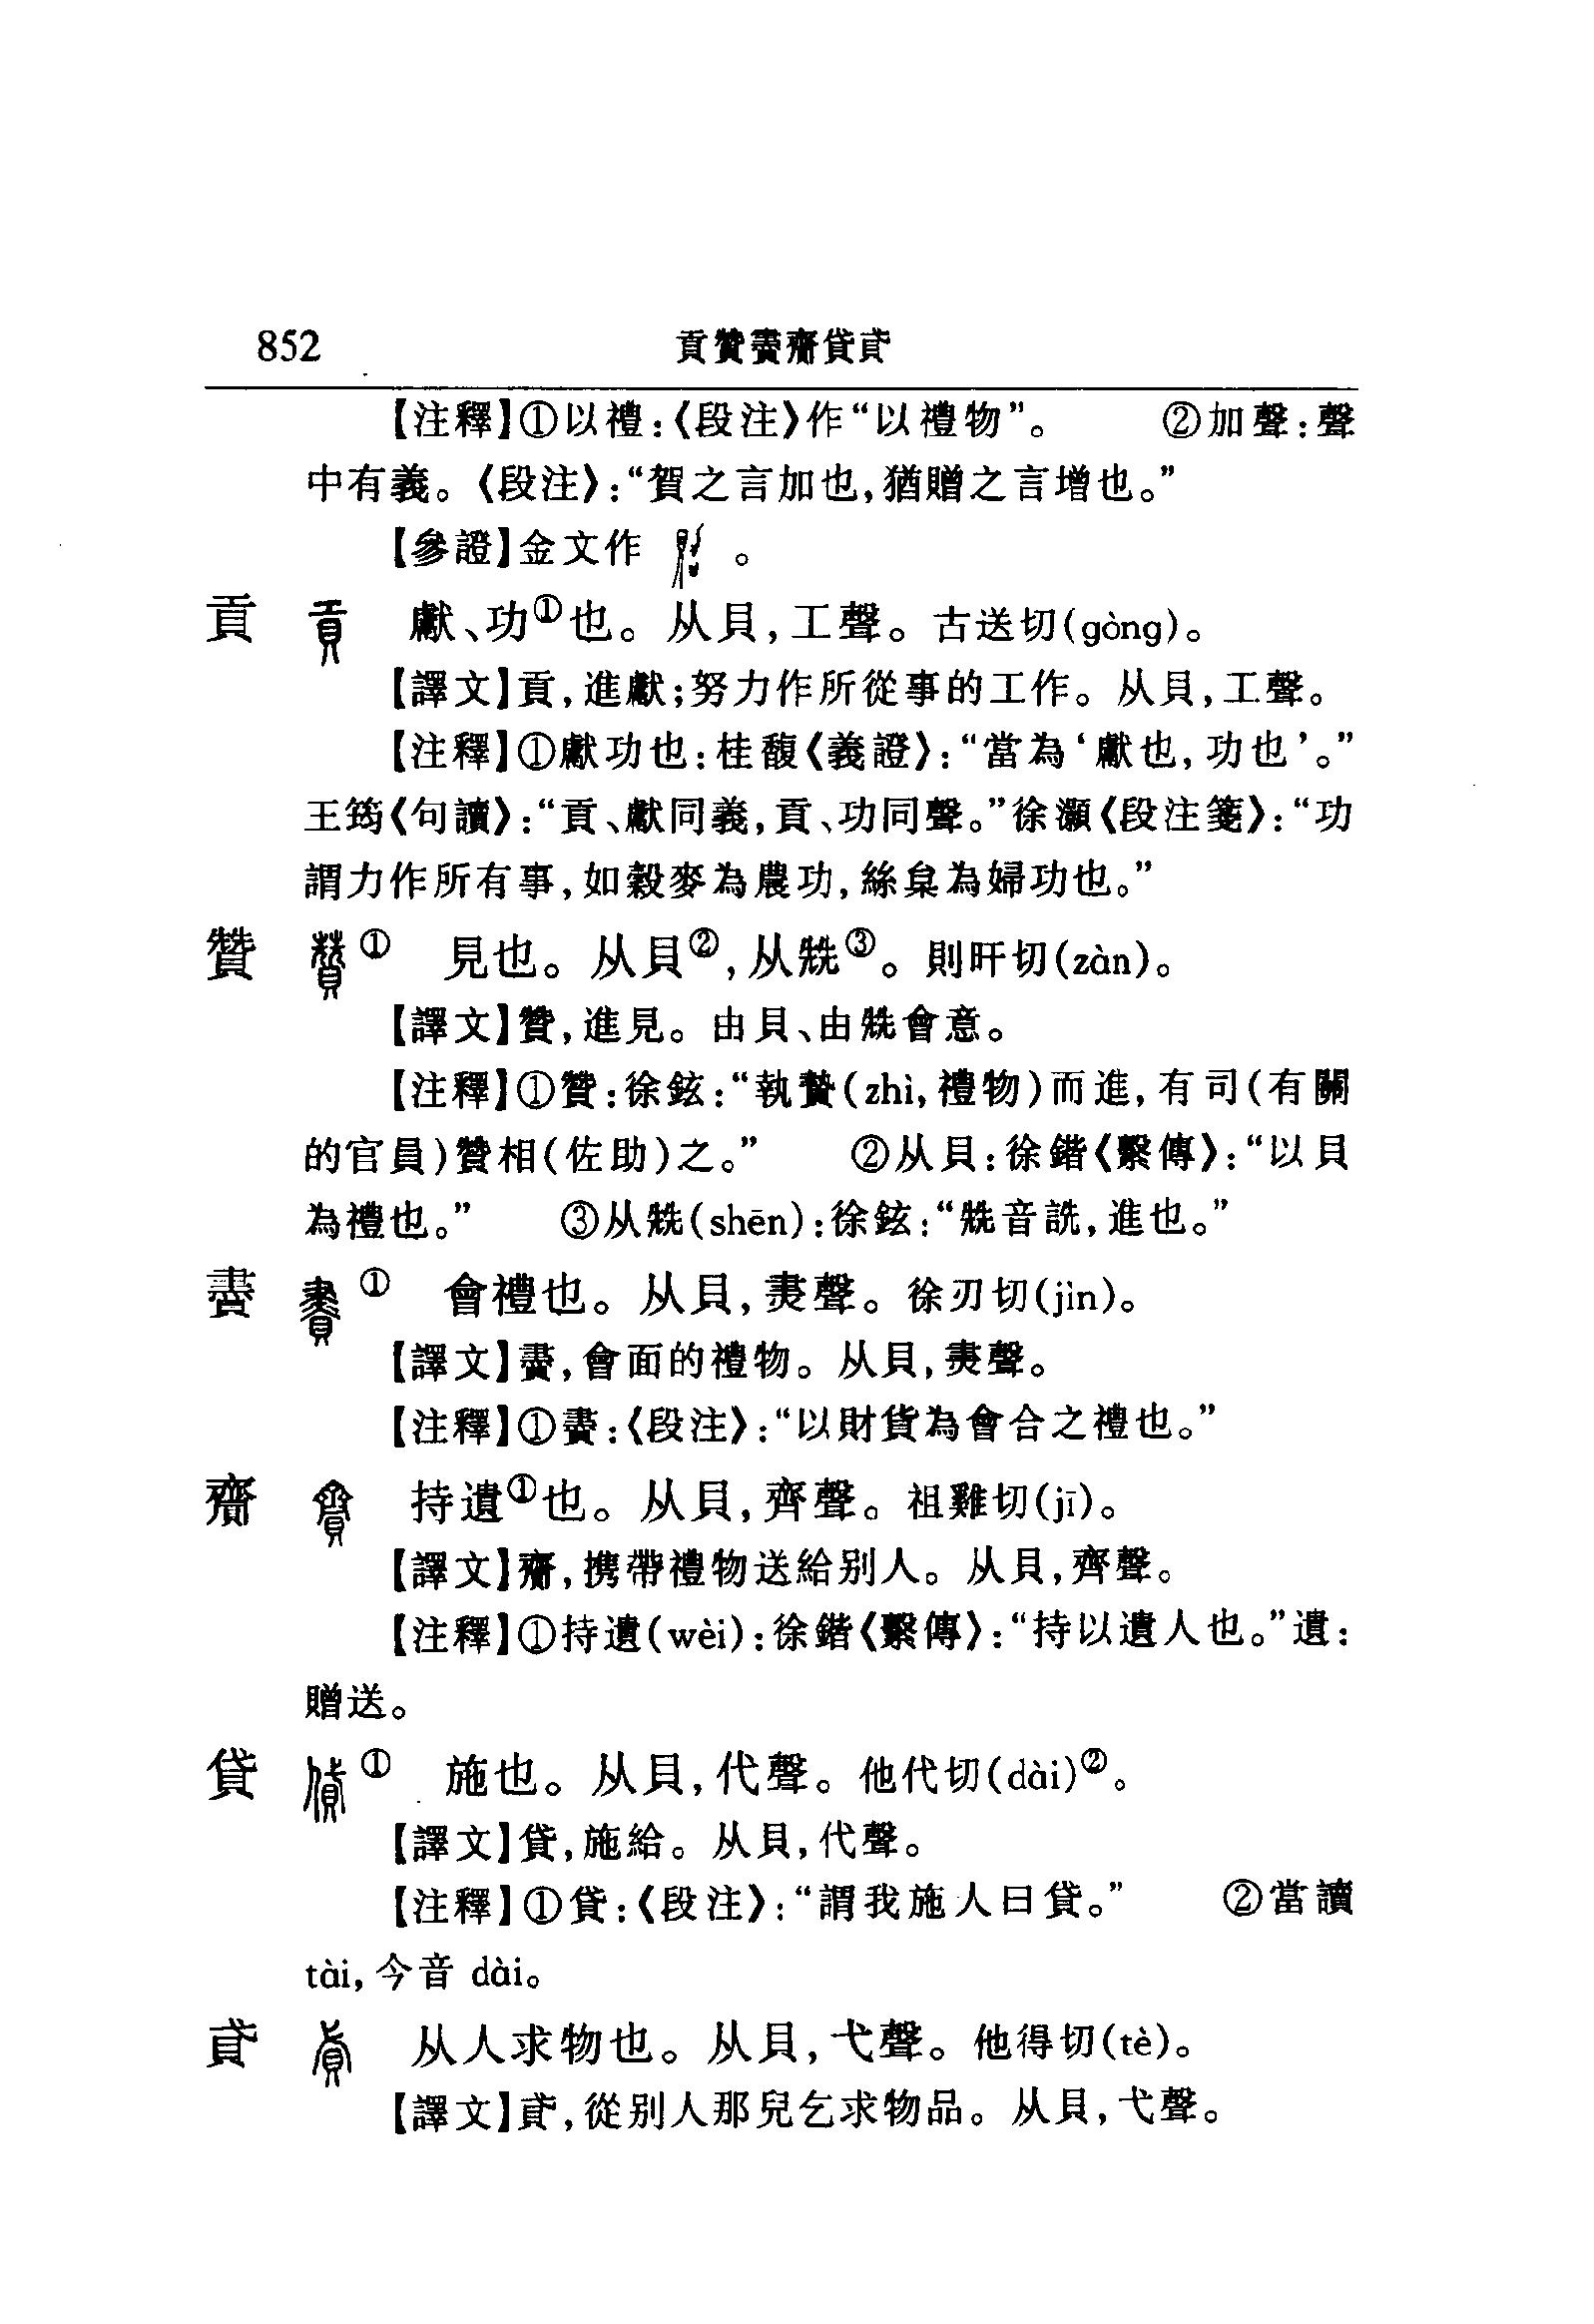 852 貢贊賮齎貸貣
【注釋】①以禮:《段注》作“以禮物”。 ②加聲:聲
中有義。《段注》:“賀之言加也,猶贈之言增也。”
【參證】金文作 。
貢 獻、功①也。从貝,工聲。古送切(gòng)。
【譯文】貢,進獻;努力作所從事的工作。从貝,工聲。
【注釋】①獻功也:桂馥《義證》:“當為‘獻也,功也’。”
王筠《句讀》:“貢、獻同義,貢、功同聲。”徐灝《段注箋》:“功
謂力作所有事,如穀麥為農功,絲枲為婦功也。”
贊 ① 見也。从貝②,从兟③。則旰切(zàn)。
【譯文】贊,進見。由貝、由兟會意。
【注釋】①贊:徐鉉:“執贄(zhì,禮物)而進,有司(有關
的官員)贊相(佐助)之。” ②从貝:徐鍇《繫傳》:“以貝
為禮也。” ③从兟(shēn):徐鉉:“兟音詵,進也。”
賮 ① 會禮也。从貝,㶳聲。徐刃切(jìn)。
【譯文】賮,會面的禮物。从貝,㶳聲。
【注釋】①賮:《段注》:“以財貨為會合之禮也。”
齎 持遺①也。从貝,齊聲。祖雞切(jī)。
【譯文】齎,携帶禮物送給别人。从貝,齊聲。
【注釋】①持遺(wèi):徐鍇《繫傳》:“持以遺人也。”遺:
贈送。
貸 ① 施也。从貝,代聲。他代切(dài)②。
【譯文】貸,施給。从貝,代聲。
【注釋】①貸:《段注》:“謂我施人曰貸。” ②當讀
tài,今音 dài。
貣 从人求物也。从貝,弋聲。他得切(tè)。
【譯文】貣,從别人那兒乞求物品。从貝,弋聲。